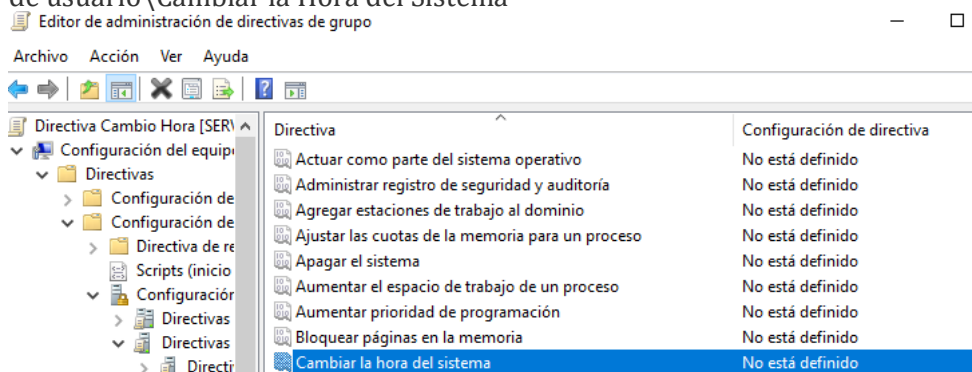 de usuario\Cambiar la Hora del Sistema
Editor de administración de directivas de grupo
Archivo Acción Ver Ayuda
Directiva Cambio Hora [SER
Configuración del equip
Directivas
Configuración de
Configuración de
Directiva de re
Scripts (inicio
Configuración
Directivas
Directivas
Directi
Directiva Configuración de directiva
Actuar como parte del sistema operativo No está definido
Administrar registro de seguridad y auditoría No está definido
Agregar estaciones de trabajo al dominio No está definido
Ajustar las cuotas de la memoria para un proceso No está definido
Apagar el sistema No está definido
Aumentar el espacio de trabajo de un proceso No está definido
Aumentar prioridad de programación No está definido
Bloquear páginas en la memoria No está definido
Cambiar la hora del sistema No está definido